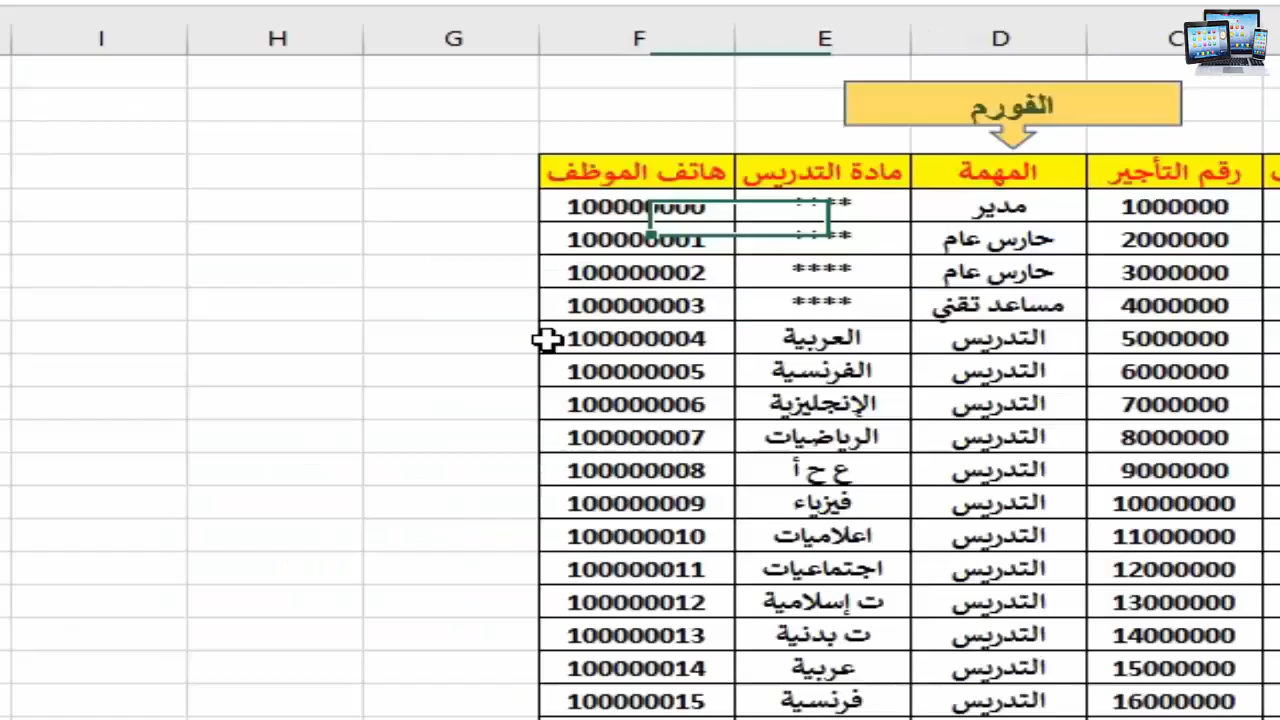 C D E F G H I
الفورم
رقم التأجير المهمة مادة التدريس هاتف الموظف
1000000 مدير **** 100000000
2000000 حارس عام **** 100000001
3000000 حارس عام **** 100000002
4000000 مساعد تقني **** 100000003
5000000 التدريس العربية 100000004
6000000 التدريس الفرنسية 100000005
7000000 التدريس الإنجليزية 100000006
8000000 التدريس الرياضيات 100000007
9000000 التدريس ع ح أ 100000008
10000000 التدريس فيزياء 100000009
11000000 التدريس اعلاميات 100000010
12000000 التدريس اجتماعيات 100000011
13000000 التدريس ت إسلامية 100000012
14000000 التدريس ت بدنية 100000013
15000000 التدريس عربية 100000014
16000000 التدريس فرنسية 100000015